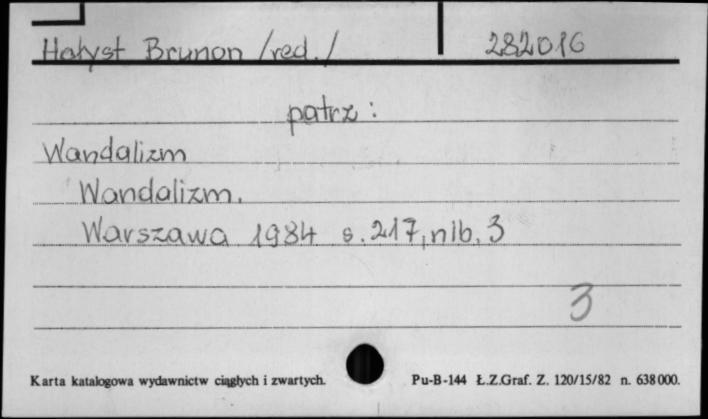 Hołyst Brunon /red./ 282016
patrz:
Wandalizm
Wandalizm.
Warszawa 1984 s. 217, nlb. 3
3
Karta katalogowa wydawnictw ciągłych i zwartych. Pu-B-144 Ł.Z.Graf. Z. 120/15/82 n. 638000.